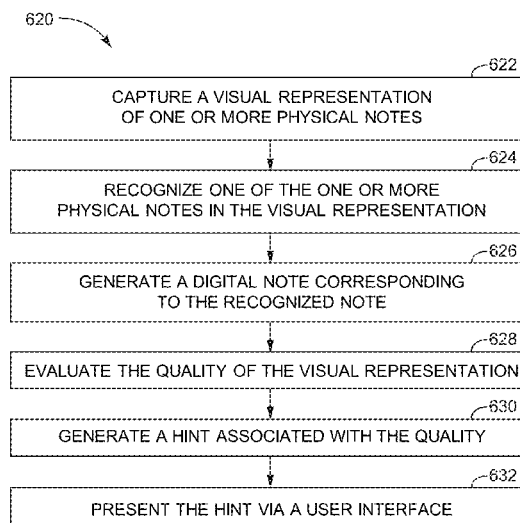 620
622
CAPTURE A VISUAL REPRESENTATION
OF ONE OR MORE PHYSICAL NOTES
624
RECOGNIZE ONE OF THE ONE OR MORE
PHYSICAL NOTES IN THE VISUAL REPRESENTATION
626
GENERATE A DIGITAL NOTE CORRESPONDING
TO THE RECOGNIZED NOTE
628
EVALUATE THE QUALITY OF THE VISUAL REPRESENTATION
630
GENERATE A HINT ASSOCIATED WITH THE QUALITY
632
PRESENT THE HINT VIA A USER INTERFACE